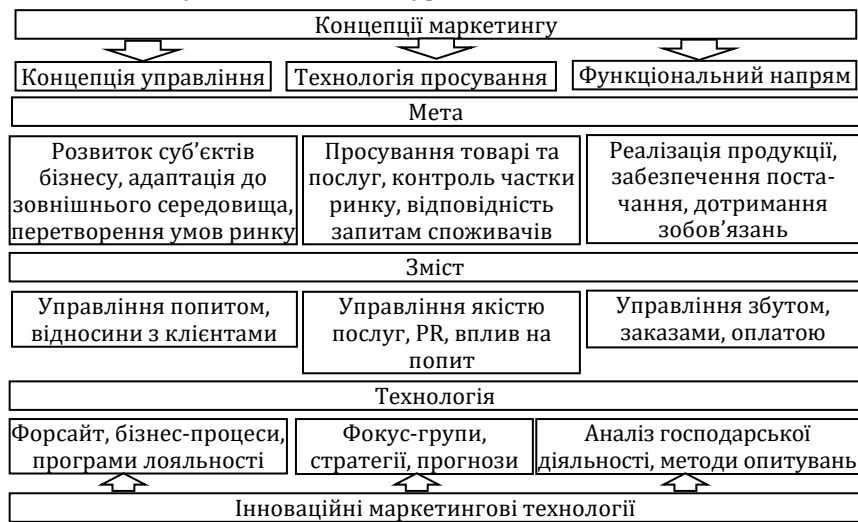 Концепції маркетингу
Концепція управління
Технологія просування
Функціональний напрям
Мета
Розвиток суб’єктів
бізнесу, адаптація до
зовнішнього середовища,
перетворення умов ринку
Просування товарі та
послуг, контроль частки
ринку, відповідність
запитам споживачів
Реалізація продукції,
забезпечення поста-
чання, дотримання
зобов’язань
Зміст
Управління попитом,
відносини з клієнтами
Управління якістю
послуг, PR, вплив на
попит
Управління збутом,
заказами, оплатою
Технологія
Форсайт, бізнес-процеси,
програми лояльності
Фокус-групи,
стратегії, прогнози
Аналіз господарської
діяльності, методи опитувань
Інноваційні маркетингові технології